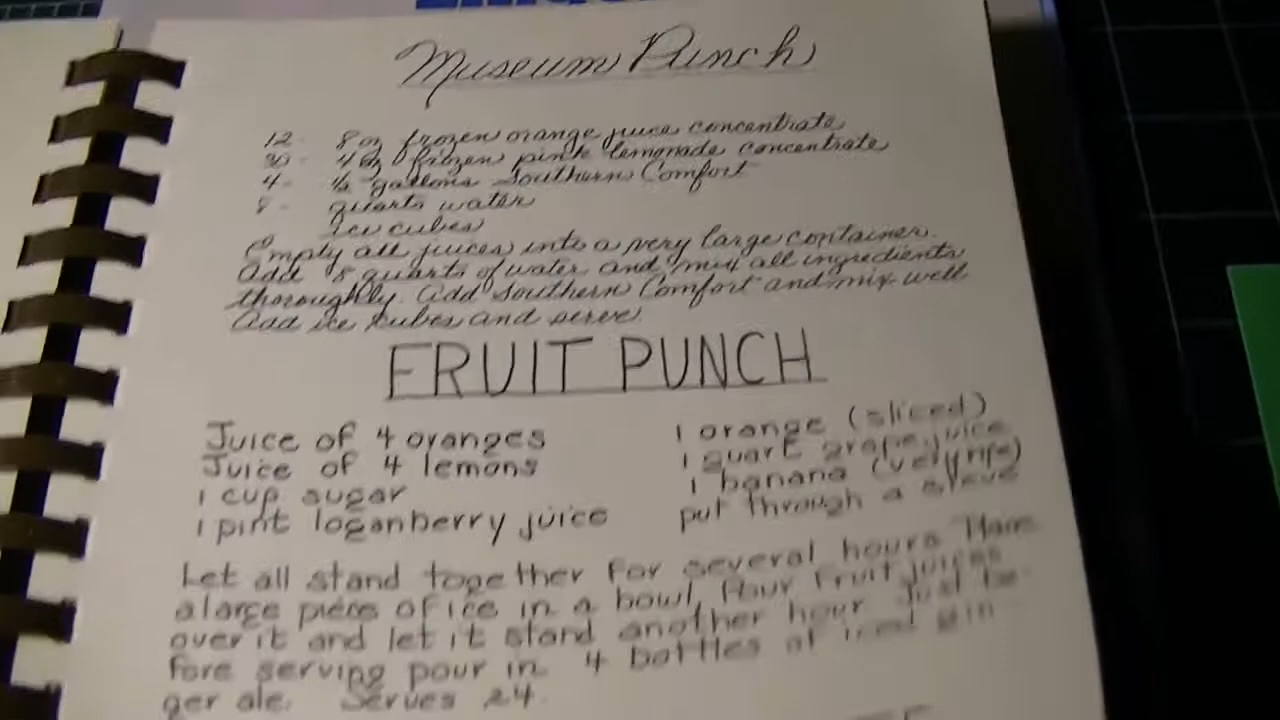 Museum Punch
12 - 8 oz frozen orange juice concentrate
30 - 4 oz frozen pink lemonade concentrate
4 - ½ gallons Southern Comfort
8 - quarts water
Ice cubes
Empty all juices into a very large container.
Add 8 quarts of water and mix all ingredients
thoroughly. Add Southern Comfort and mix well
Add ice cubes and serve.
FRUIT PUNCH
Juice of 4 oranges
Juice of 4 lemons
1 cup sugar
1 pint loganberry juice
1 orange (sliced)
1 quart grape juice
1 banana (very ripe)
put through a sieve
Let all stand together for several hours Have
a large piece of ice in a bowl, Pour fruit juices
over it and let it stand another hour Just be-
fore serving pour in 4 bottles of iced gin
ger ale. Serves 24.